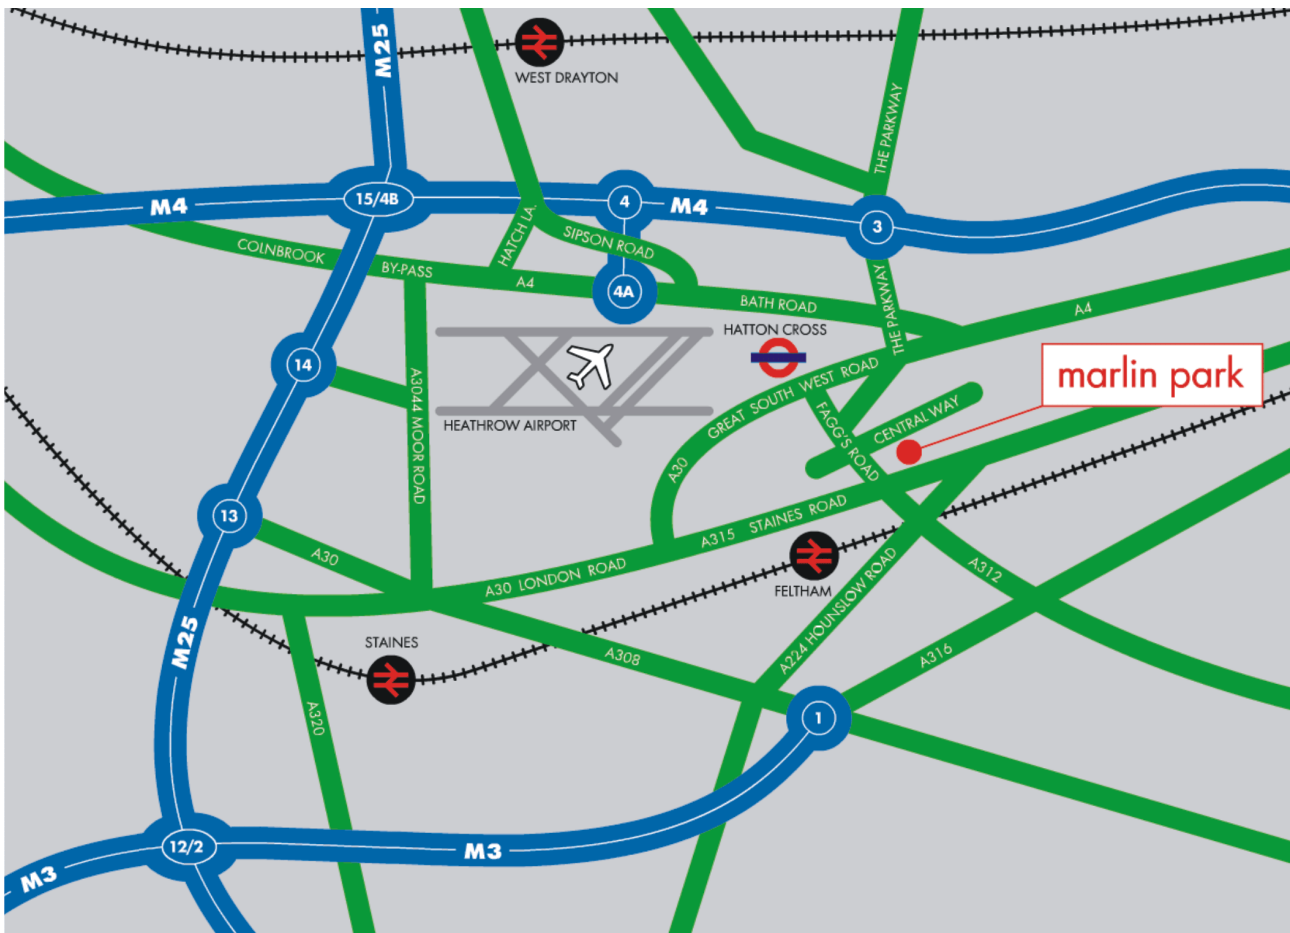 M25
WEST DRAYTON
THE PARKWAY
15/4B
M4
4
M4
3
HATCH LA.
SIPSON ROAD
COLNBROOK
BY-PASS
A4
4A
BATH ROAD
THE PARKWAY
A4
HATTON CROSS
14
A3044 MOOR ROAD
HEATHROW AIRPORT
GREAT SOUTH WEST ROAD
A30
FAGG'S ROAD
CENTRAL WAY
marlin park
13
A30
A30 LONDON ROAD
A315 STAINES ROAD
FELTHAM
A312
A224 HOUNSLOW ROAD
M25
STAINES
A308
A316
A320
1
12/2
M3
M3